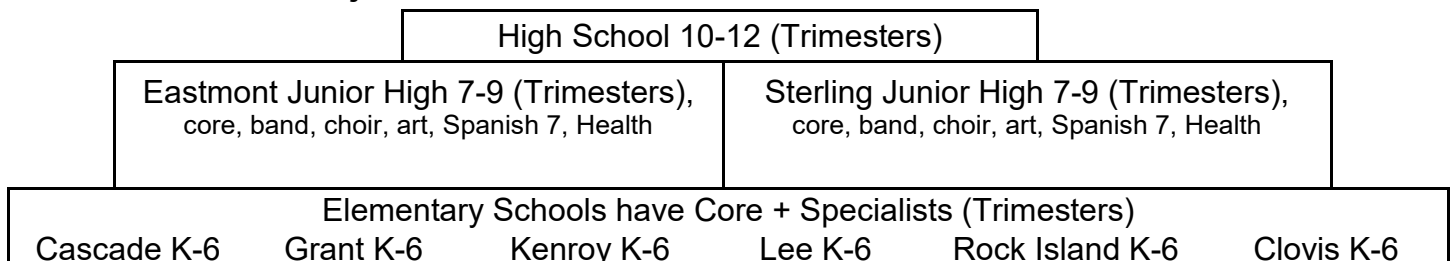 High School 10-12 (Trimesters)
Eastmont Junior High 7-9 (Trimesters),
core, band, choir, art, Spanish 7, Health
Sterling Junior High 7-9 (Trimesters),
core, band, choir, art, Spanish 7, Health
Elementary Schools have Core + Specialists (Trimesters)
Cascade K-6 Grant K-6 Kenroy K-6 Lee K-6 Rock Island K-6 Clovis K-6